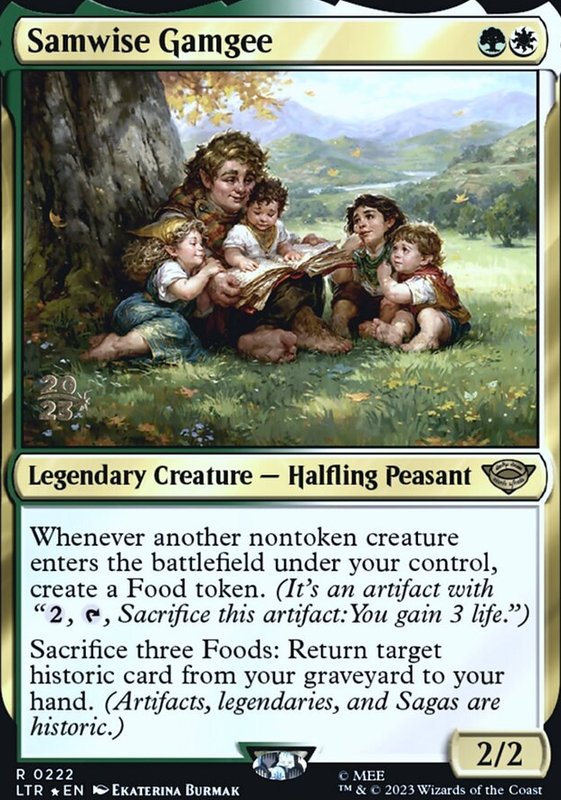 Samwise Gamgee
20
23
Legendary Creature — Halfling Peasant
Whenever another nontoken creature
enters the battlefield under your control,
create a Food token. (It's an artifact with
“2, , Sacrifice this artifact:You gain 3 life.”)
Sacrifice three Foods: Return target
historic card from your graveyard to your
hand. (Artifacts, legendaries, and Sagas are
historic.)
2/2
R 0222
LTR ★ EN Ekaterina Burmak
© MEE
™ & © 2023 Wizards of the Coast